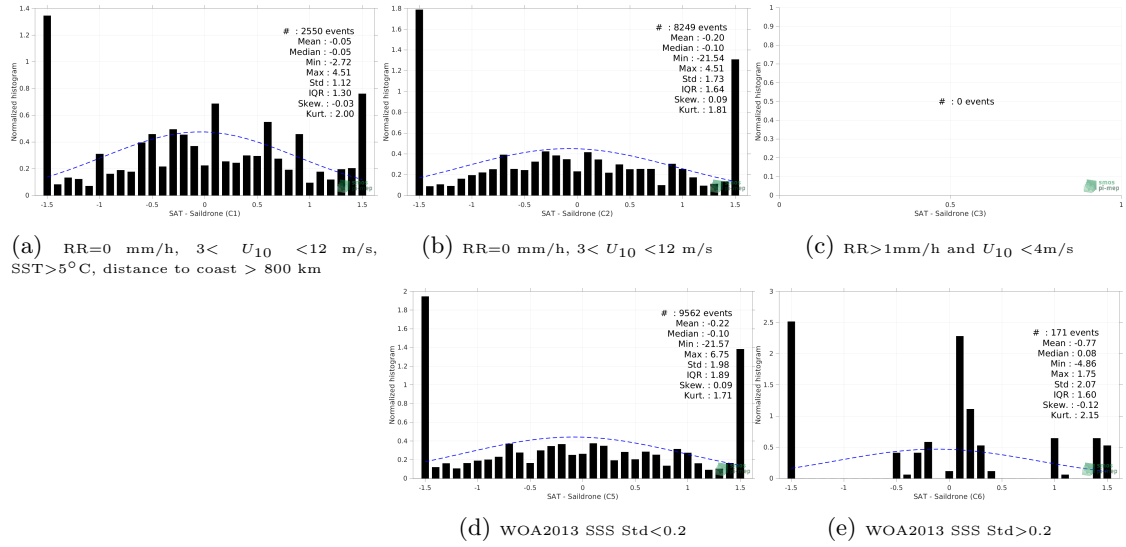 Normalized histogram
1.4
1.2
1
0.8
0.6
0.4
0.2
0
-1.5
-1
-0.5
0
0.5
1
1.5
# : 2550 events
Mean : -0.05
Median : -0.05
Min : -2.72
Max : 4.51
Std : 1.12
IQR : 1.30
Skew. : -0.03
Kurt. : 2.00
smos
pi-mep
SAT - Saildrone (C1)
(a) RR=0 mm/h, 3< U10 <12 m/s,
SST>5°C, distance to coast > 800 km
Normalized histogram
1.8
1.6
1.4
1.2
1
0.8
0.6
0.4
0.2
0
-1.5
-1
-0.5
0
0.5
1
1.5
# : 8249 events
Mean : -0.20
Median : -0.10
Min : -21.54
Max : 4.51
Std : 1.73
IQR : 1.64
Skew. : 0.09
Kurt. : 1.81
smos
pi-mep
SAT - Saildrone (C2)
(b) RR=0 mm/h, 3< U10 <12 m/s
Normalized histogram
1
0.9
0.8
0.7
0.6
0.5
0.4
0.3
0.2
0.1
0
0
0.5
1
# : 0 events
smos
pi-mep
SAT - Saildrone (C3)
(c) RR>1mm/h and U10 <4m/s
Normalized histogram
2
1.8
1.6
1.4
1.2
1
0.8
0.6
0.4
0.2
0
-1.5
-1
-0.5
0
0.5
1
1.5
# : 9562 events
Mean : -0.22
Median : -0.10
Min : -21.57
Max : 6.75
Std : 1.98
IQR : 1.89
Skew. : 0.09
Kurt. : 1.71
smos
pi-mep
SAT - Saildrone (C5)
(d) WOA2013 SSS Std<0.2
Normalized histogram
3
2.5
2
1.5
1
0.5
0
-1.5
-1
-0.5
0
0.5
1
1.5
# : 171 events
Mean : -0.77
Median : 0.08
Min : -4.86
Max : 1.75
Std : 2.07
IQR : 1.60
Skew. : -0.12
Kurt. : 2.15
smos
pi-mep
SAT - Saildrone (C6)
(e) WOA2013 SSS Std>0.2